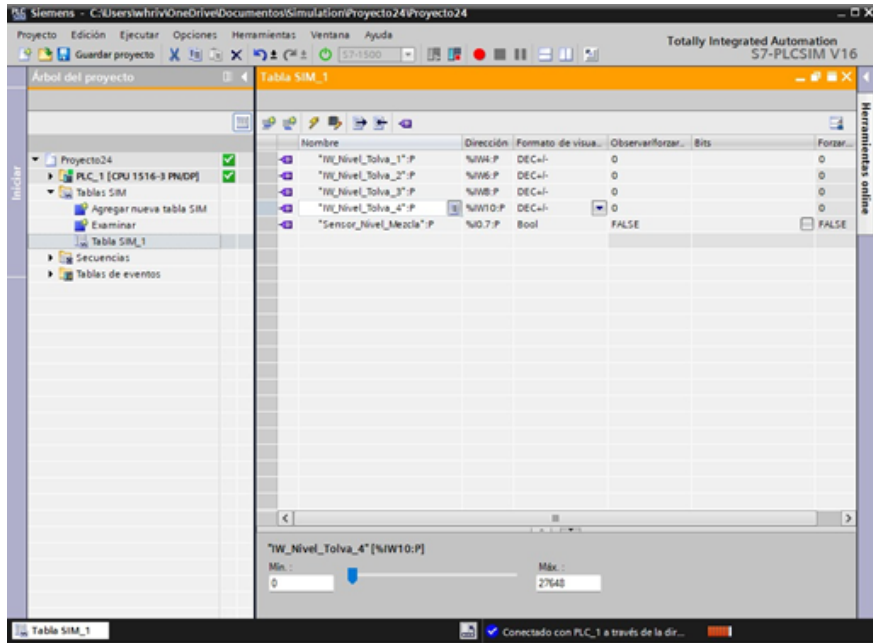 Siemens - C:\Users\whriv\OneDrive\Documentos\Simulation\Proyecto24\Proyecto24
Proyecto Edición Ejecutar Opciones Herramientas Ventana Ayuda
Totally Integrated Automation
S7-PLCSIM V16
Guardar proyecto S7-1500
Árbol del proyecto
Tabla SIM_1
Nombre Dirección Formato de visua... Observar/forzar... Bits Forzar...
"IW_Nivel_Tolva_1":P %IW4:P DEC+/- 0 0
"IW_Nivel_Tolva_2":P %IW6:P DEC+/- 0 0
"IW_Nivel_Tolva_3":P %IW8:P DEC+/- 0 0
"IW_Nivel_Tolva_4":P %IW10:P DEC+/- 0 0
"Sensor_Nivel_Mezcla":P %I0.7:P Bool FALSE FALSE
Proyecto24
PLC_1 [CPU 1516-3 PN/DP]
Tablas SIM
Agregar nueva tabla SIM
Examinar
Tabla SIM_1
Secuencias
Tablas de eventos
Iniciar
Herramientas online
"IW_Nivel_Tolva_4" [%IW10:P]
Mín. : Máx. :
0 27648
Tabla SIM_1
Conectado con PLC_1 a través de la dir...